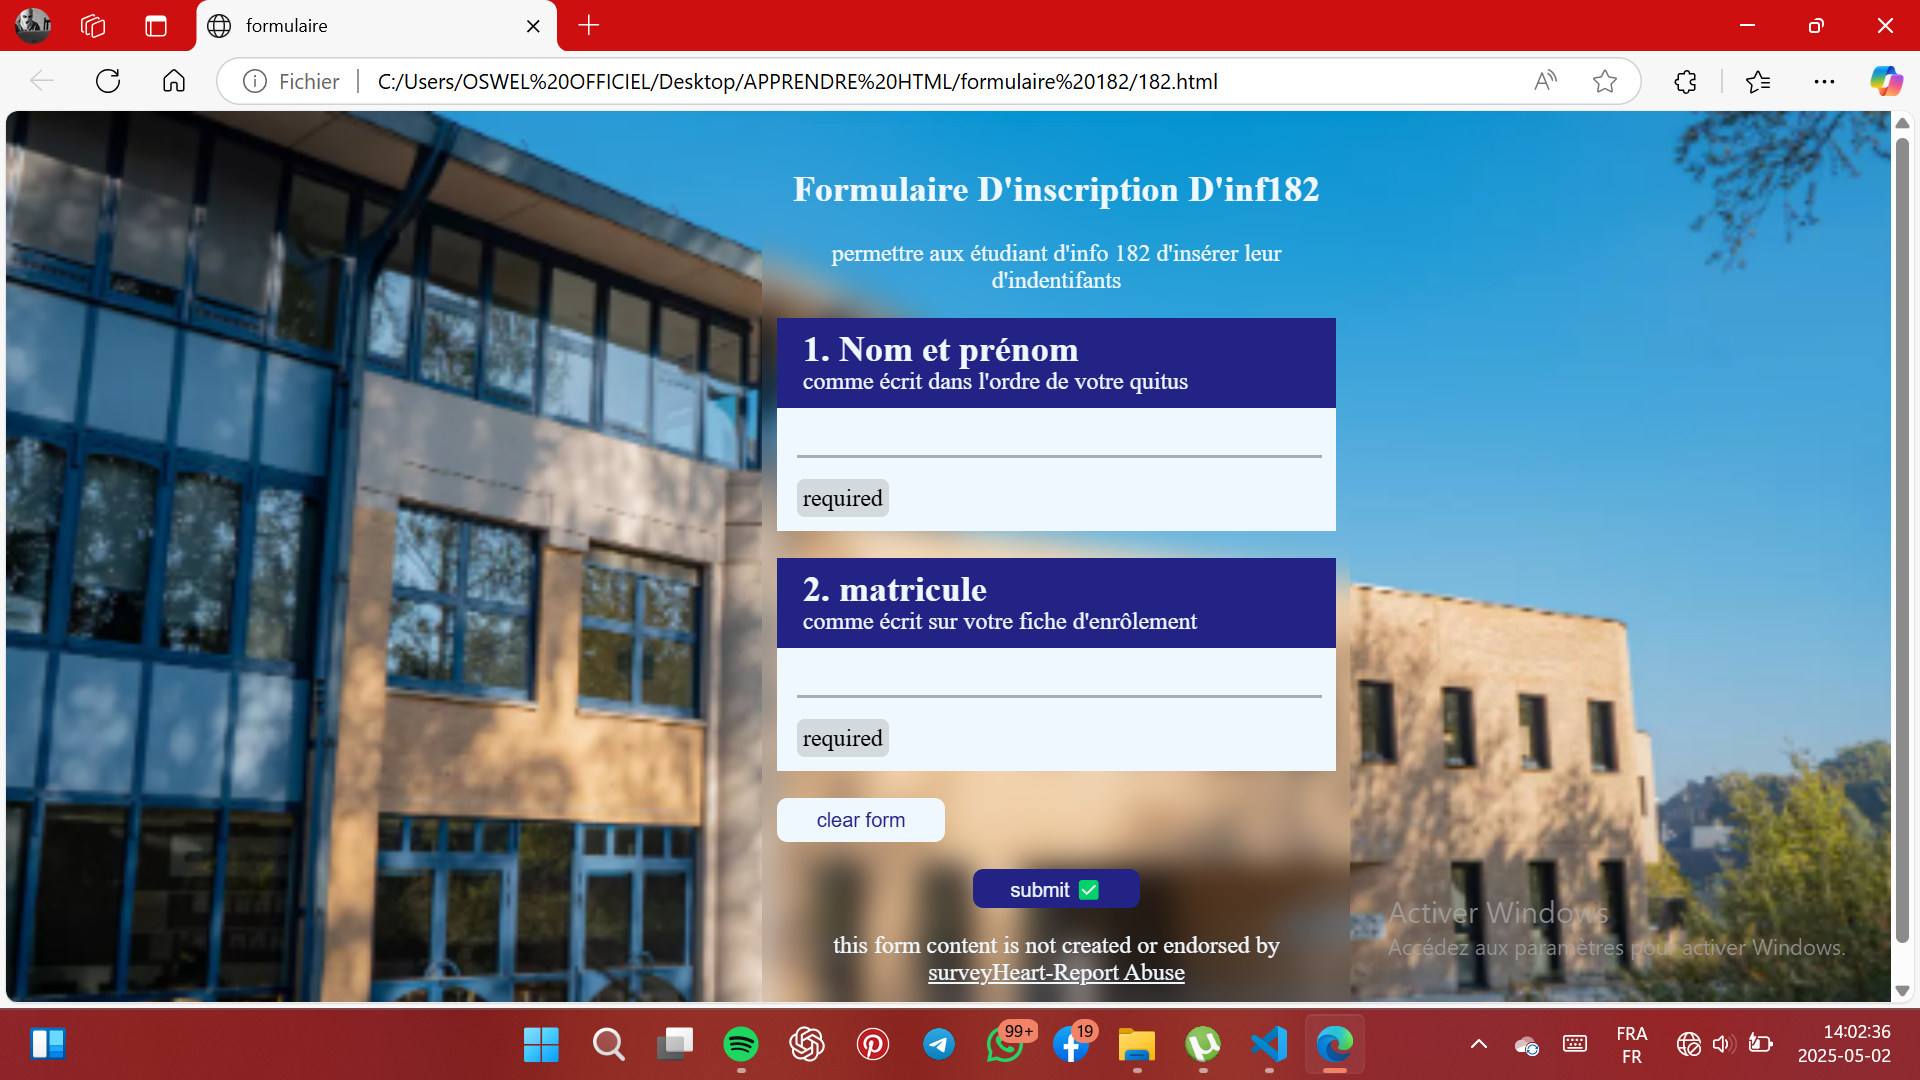 formulaire
Fichier
C:/Users/OSWEL%20OFFICIEL/Desktop/APPRENDRE%20HTML/formulaire%20182/182.html
Formulaire D'inscription D'inf182
permettre aux étudiant d'info 182 d'insérer leur
d'indentifants
1. Nom et prénom
comme écrit dans l'ordre de votre quitus
required
2. matricule
comme écrit sur votre fiche d'enrôlement
required
clear form
submit ✅
this form content is not created or endorsed by
surveyHeart-Report Abuse
Activer Windows
Accédez aux paramètres pour activer Windows.
99+
19
FRA
FR
14:02:36
2025-05-02